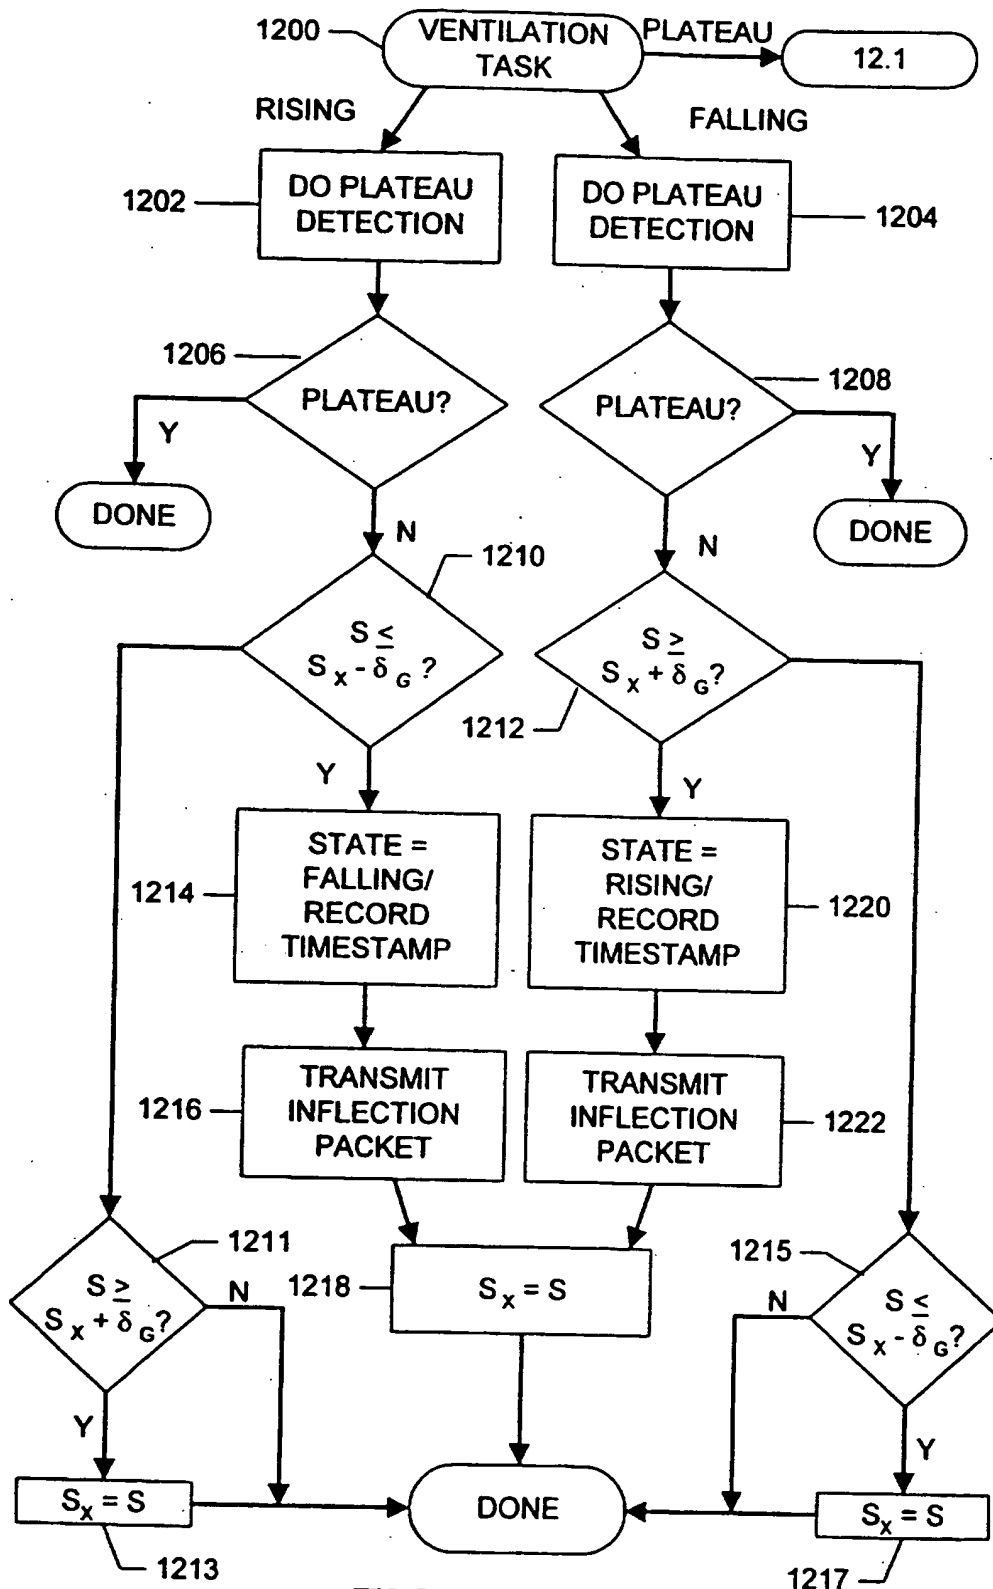 1200
VENTILATION
TASK
PLATEAU
12.1
RISING
FALLING
1202
DO PLATEAU
DETECTION
DO PLATEAU
DETECTION
1204
1206
PLATEAU?
PLATEAU?
1208
Y
Y
DONE
DONE
N
N
1210
S ≤
S x - δ G ?
S ≥
S x + δ G ?
1212
Y
Y
1214
STATE =
FALLING/
RECORD
TIMESTAMP
STATE =
RISING/
RECORD
TIMESTAMP
1220
1216
TRANSMIT
INFLECTION
PACKET
TRANSMIT
INFLECTION
PACKET
1222
1211
S ≥
S x + δ G ?
N
1218
S x = S
1215
S ≤
S x - δ G ?
N
Y
Y
S x = S
DONE
S x = S
1213
1217